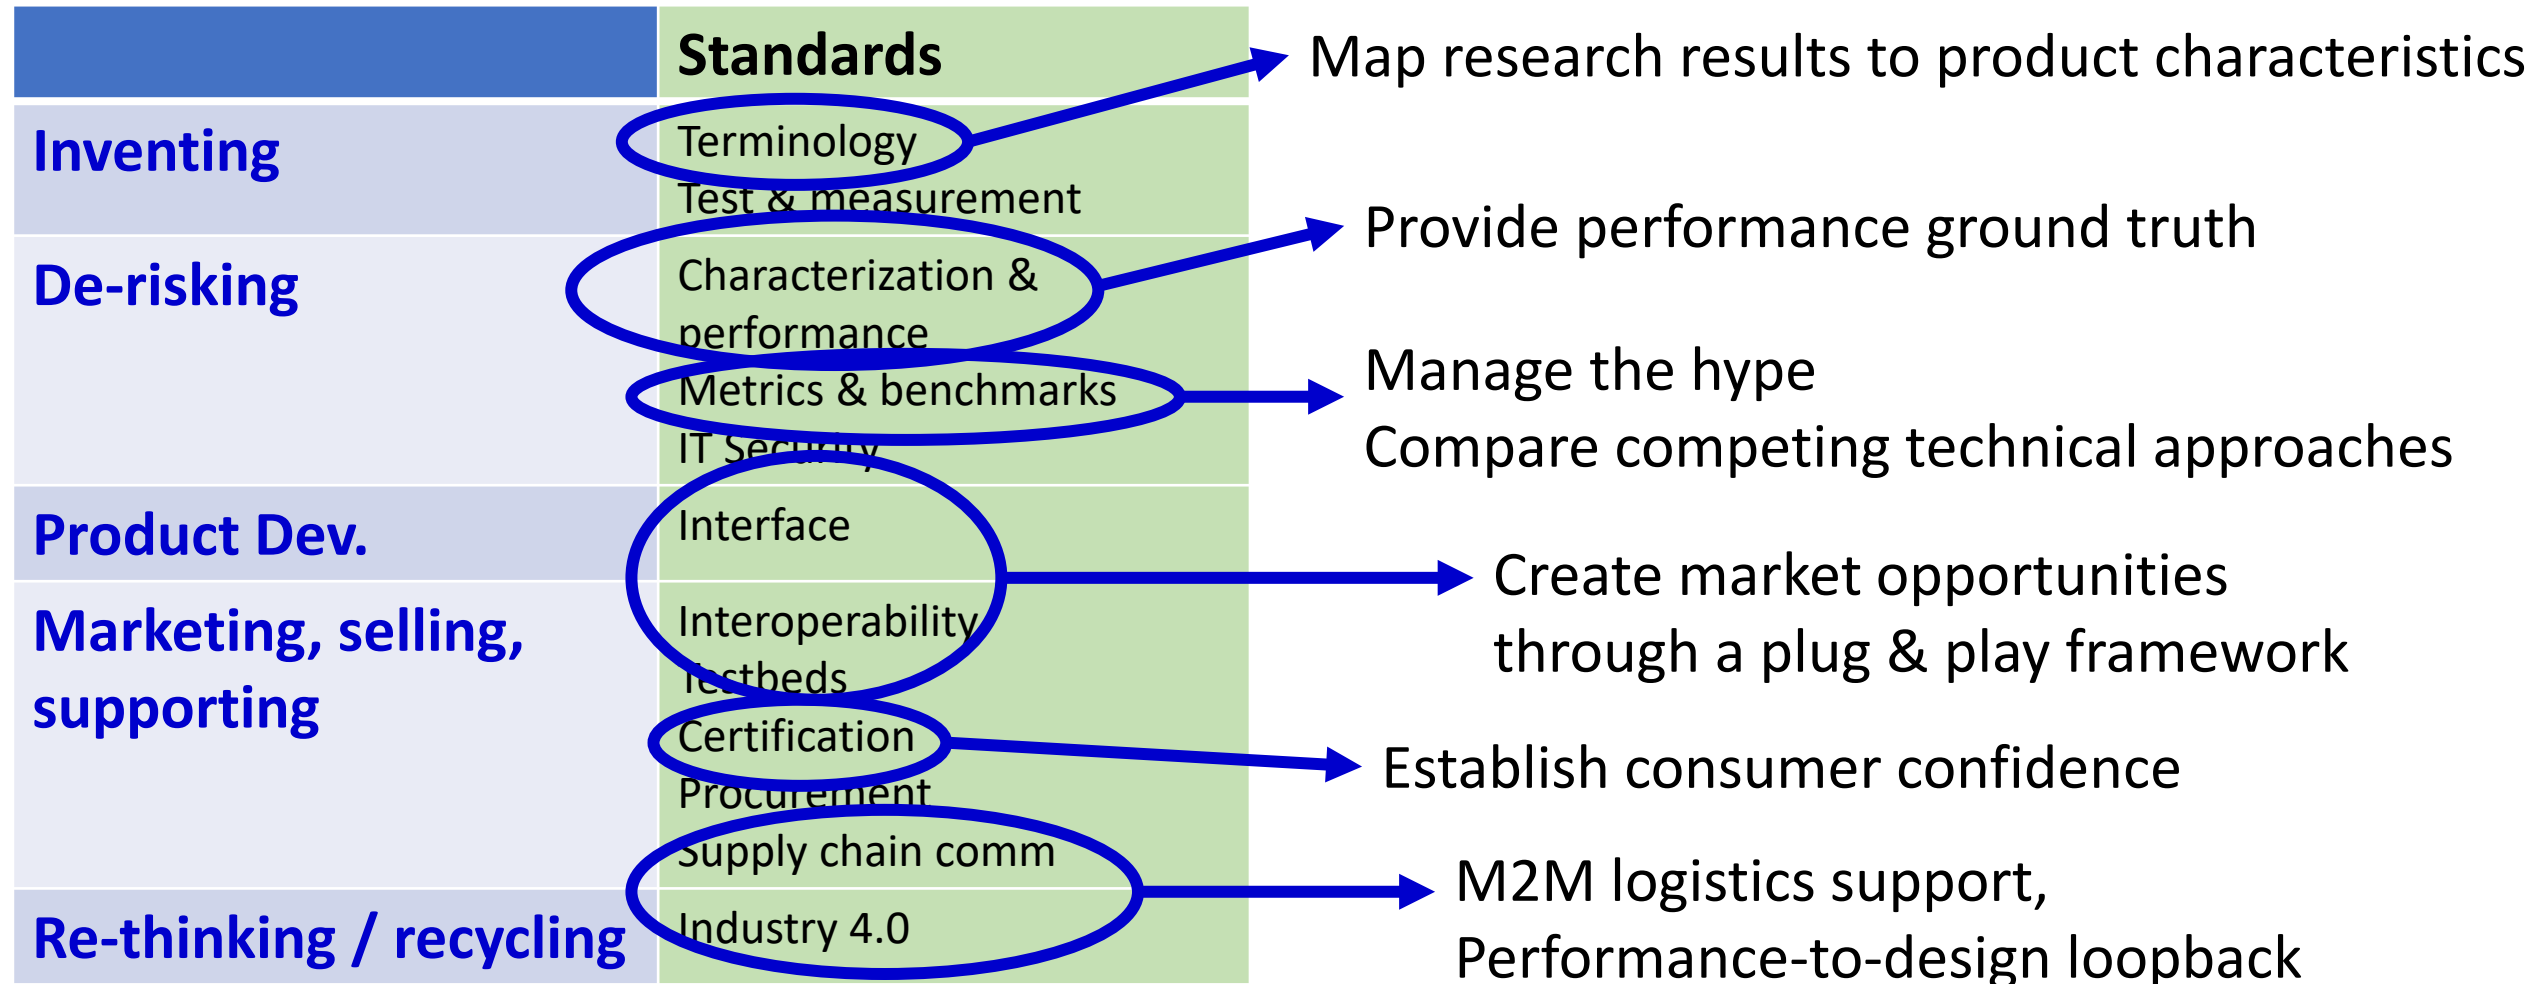 Standards
Map research results to product characteristics
Inventing
Terminology
Test & measurement
Provide performance ground truth
De-risking
Characterization &
performance
Metrics & benchmarks
IT Security
Manage the hype
Compare competing technical approaches
Product Dev.
Interface
Create market opportunities
through a plug & play framework
Marketing, selling,
supporting
Interoperability
Testbeds
Certification
Procurement
Supply chain comm
Establish consumer confidence
Re-thinking / recycling
Industry 4.0
M2M logistics support,
Performance-to-design loopback